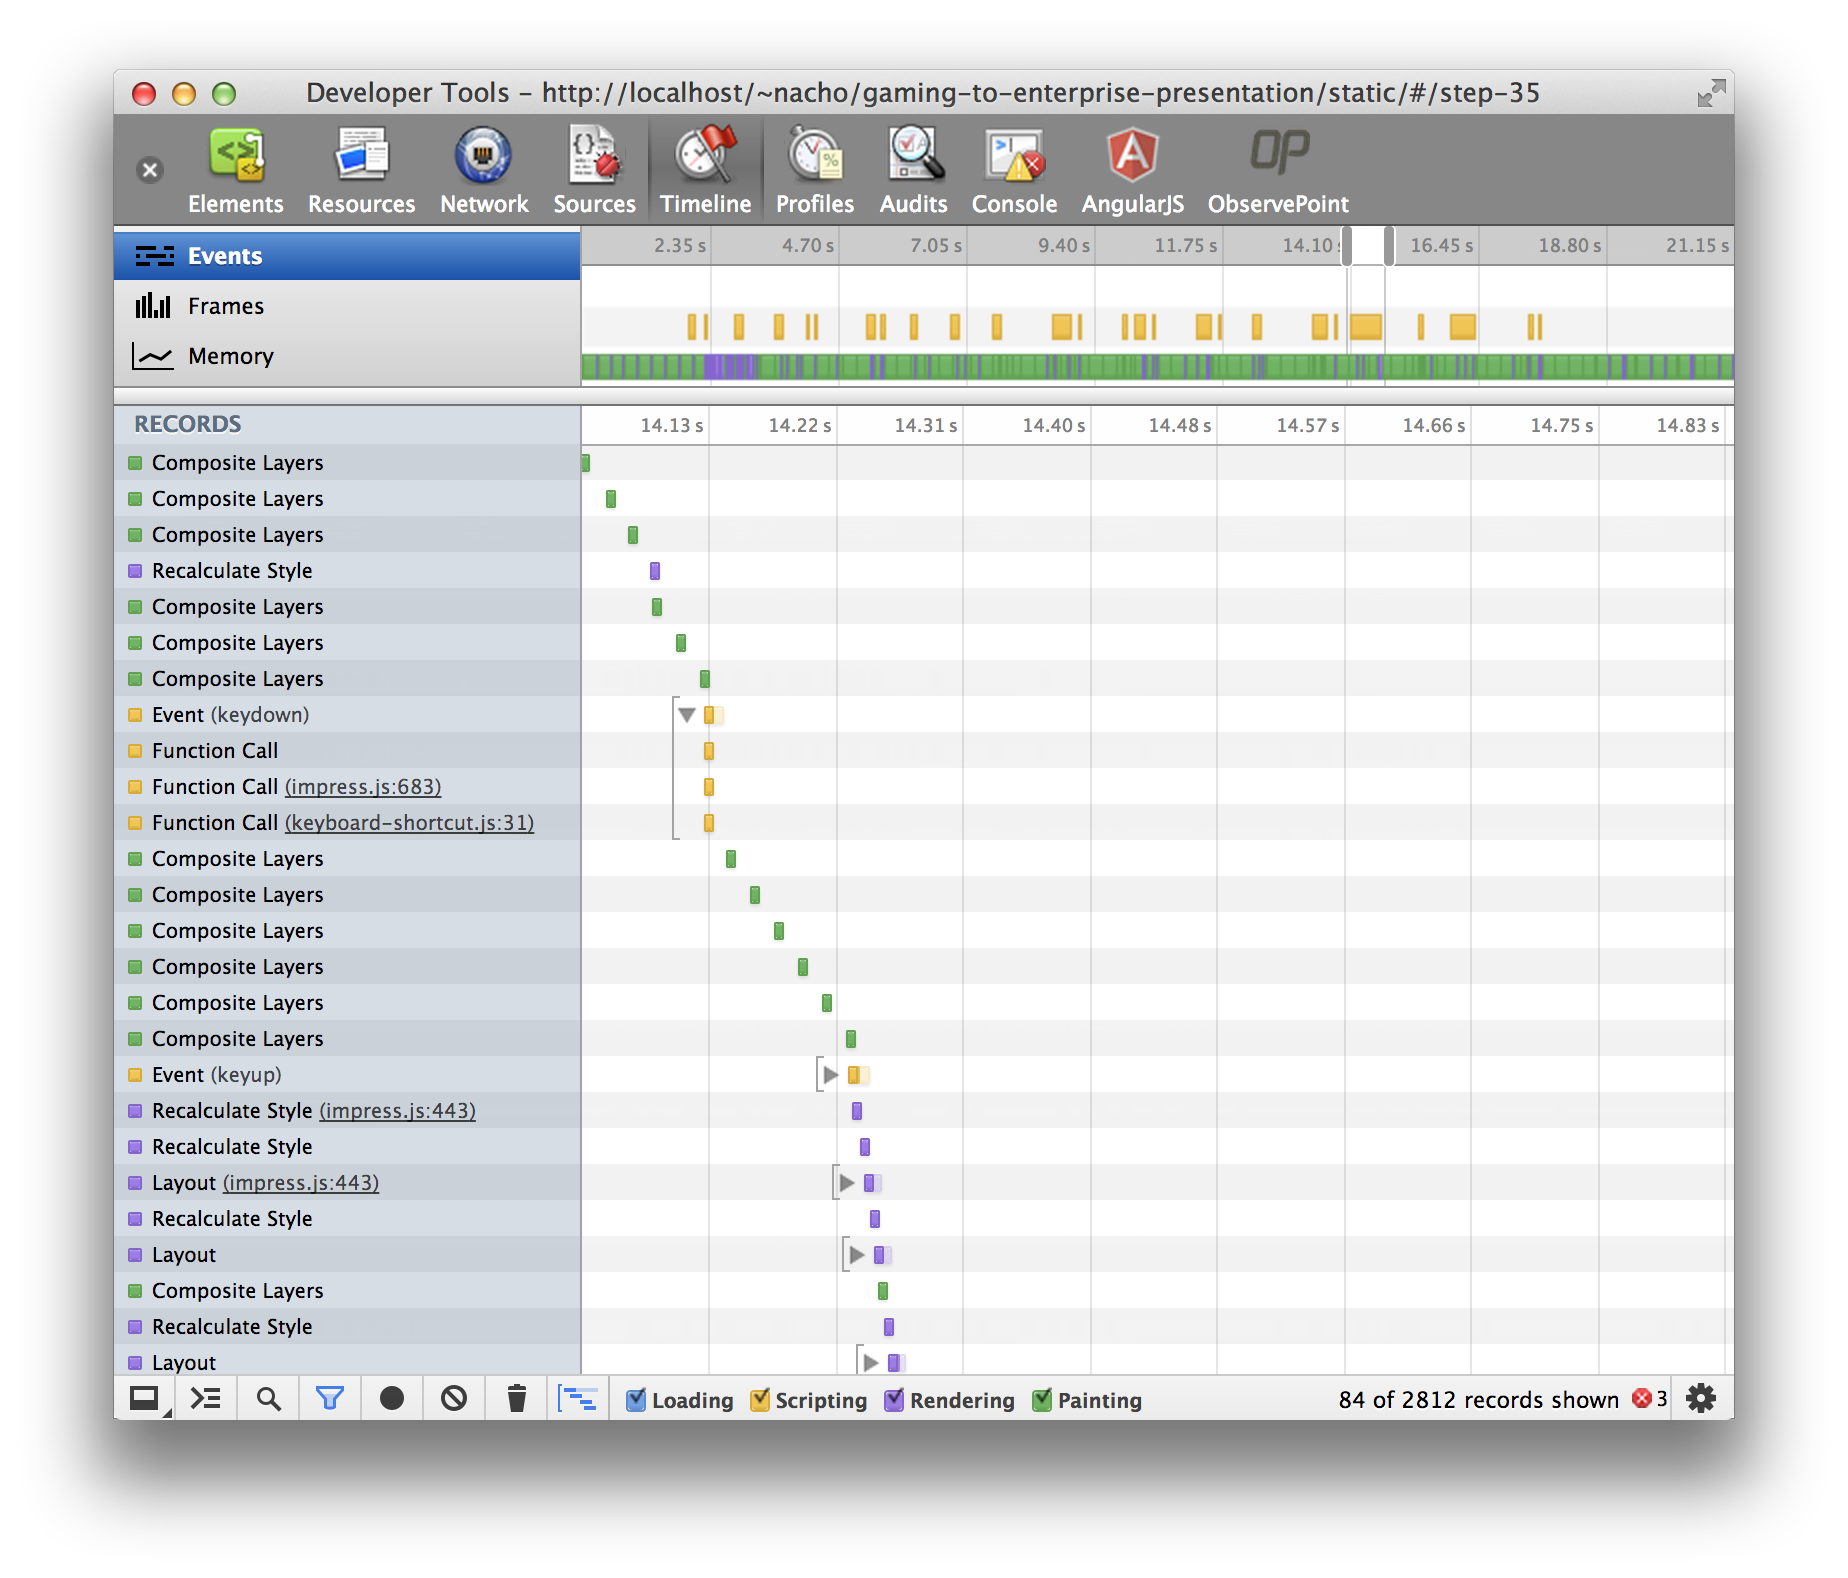 Developer Tools - http://localhost/~nacho/gaming-to-enterprise-presentation/static/#/step-35
Elements Resources Network Sources Timeline Profiles Audits Console AngularJS ObservePoint
OP
Events
Frames
Memory
2.35 s 4.70 s 7.05 s 9.40 s 11.75 s 14.10 16.45 s 18.80 s 21.15 s
RECORDS
14.13 s 14.22 s 14.31 s 14.40 s 14.48 s 14.57 s 14.66 s 14.75 s 14.83 s
Composite Layers
Composite Layers
Composite Layers
Recalculate Style
Composite Layers
Composite Layers
Composite Layers
Event (keydown)
Function Call
Function Call (impress.js:683)
Function Call (keyboard-shortcut.js:31)
Composite Layers
Composite Layers
Composite Layers
Composite Layers
Composite Layers
Composite Layers
Event (keyup)
Recalculate Style (impress.js:443)
Recalculate Style
Layout (impress.js:443)
Recalculate Style
Layout
Composite Layers
Recalculate Style
Layout
Loading Scripting Rendering Painting 84 of 2812 records shown 3